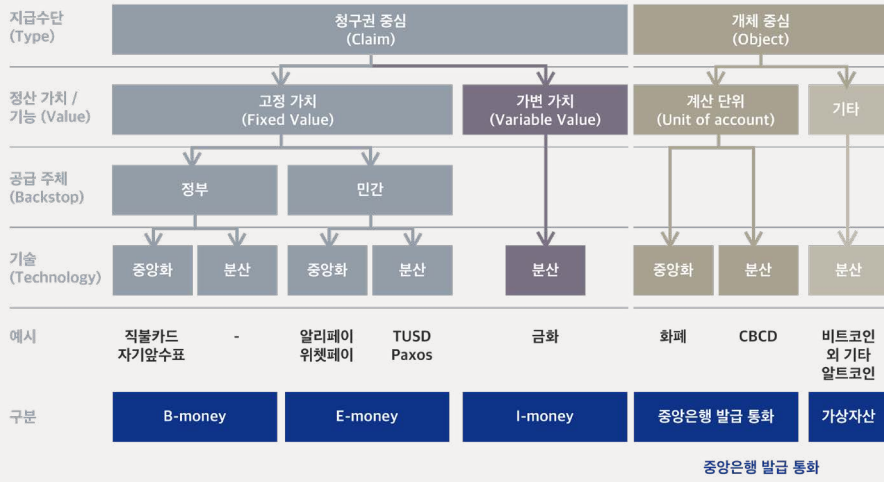 지급수단
(Type)
청구권 중심
(Claim)
개체 중심
(Object)
정산 가치 /
기능 (Value)
고정 가치
(Fixed Value)
가변 가치
(Variable Value)
계산 단위
(Unit of account)
기타
공급 주체
(Backstop)
정부
민간
기술
(Technology)
중앙화
분산
중앙화
분산
분산
중앙화
분산
분산
예시
직불카드
자기앞수표
-
알리페이
위쳇페이
TUSD
Paxos
금화
화폐
CBCD
비트코인
외 기타
알트코인
구분
B-money
E-money
I-money
중앙은행 발급 통화
가상자산
중앙은행 발급 통화